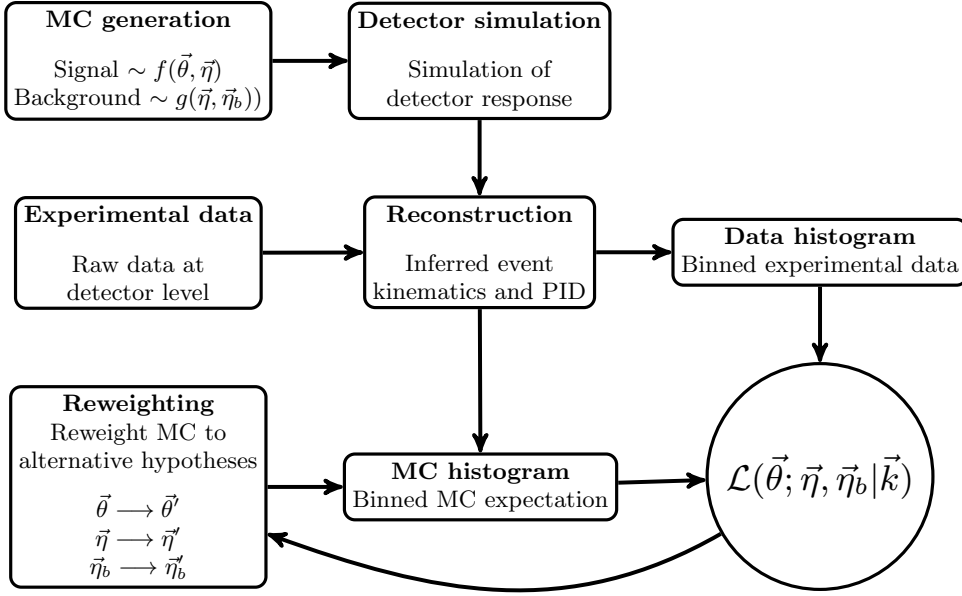 MC generation
Signal ∼ f(θ⃗, η⃗)
Background ∼ g(η⃗, η⃗_b))
Detector simulation
Simulation of
detector response
Experimental data
Raw data at
detector level
Reconstruction
Inferred event
kinematics and PID
Data histogram
Binned experimental data
Reweighting
Reweight MC to
alternative hypotheses
θ⃗ ⟶ θ⃗′
η⃗ ⟶ η⃗′
η⃗_b ⟶ η⃗′_b
MC histogram
Binned MC expectation
ℒ(θ⃗; η⃗, η⃗_b|k⃗)